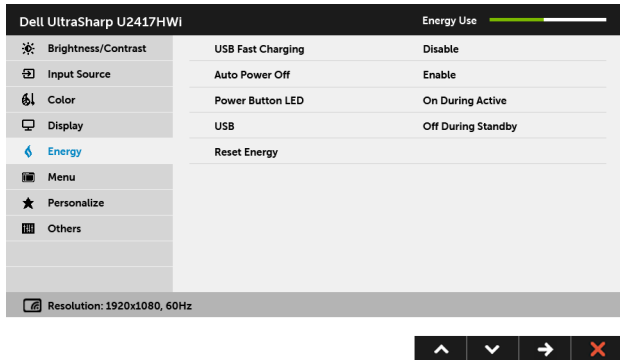 Dell UltraSharp U2417HWi
Energy Use
Brightness/Contrast
USB Fast Charging
Disable
Input Source
Auto Power Off
Enable
Color
Power Button LED
On During Active
Display
USB
Off During Standby
Energy
Reset Energy
Menu
Personalize
Others
Resolution: 1920x1080, 60Hz